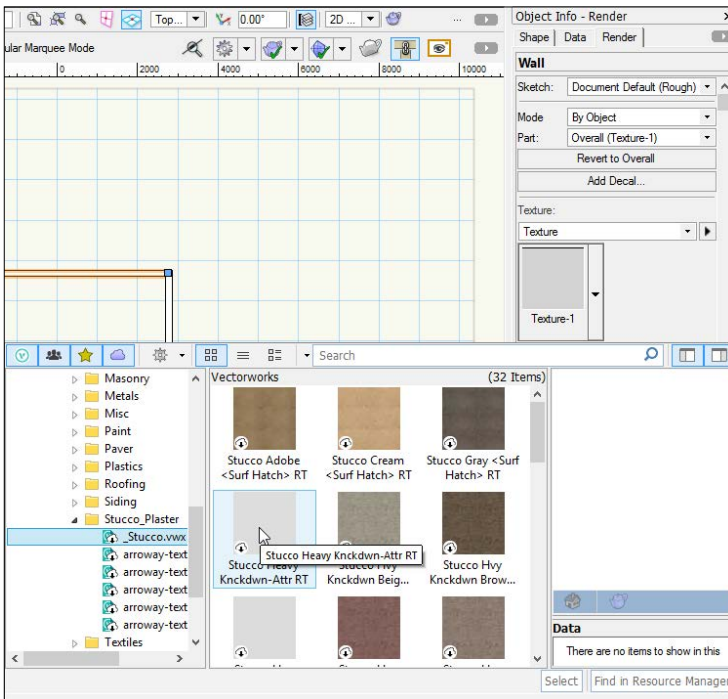 Top...
0.00°
2D ...
...
Object Info - Render
Shape
Data
Render
ular Marquee Mode
0
2000
4000
6000
8000
10000
Wall
Sketch:
Document Default (Rough)
Mode
By Object
Part:
Overall (Texture-1)
Revert to Overall
Add Decal...
Texture:
Texture
Texture-1
Search
Masonry
Metals
Misc
Paint
Paver
Plastics
Roofing
Siding
Stucco_Plaster
_Stucco.vwx
arroway-text
arroway-text
arroway-text
arroway-text
arroway-text
Textiles
Vectorworks
(32 Items)
Stucco Adobe
<Surf Hatch> RT
Stucco Cream
<Surf Hatch> RT
Stucco Gray <Surf
Hatch> RT
Stucco Heavy Knckdwn-Attr RT
Stucco Heavy
Knckdwn-Attr RT
Stucco Hvy
Knckdwn Beig...
Stucco Hvy
Knckdwn Brow...
Data
There are no items to show in this
Select
Find in Resource Manager